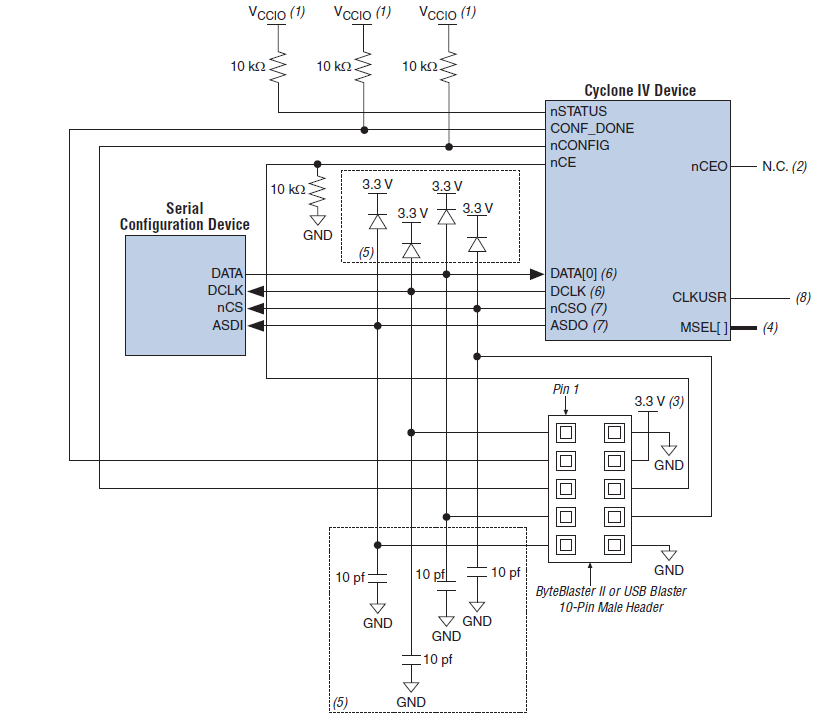 VCCIO (1) VCCIO (1) VCCIO (1)
10 kΩ 10 kΩ 10 kΩ
Cyclone IV Device
nSTATUS
CONF_DONE
nCONFIG
nCE
nCEO N.C. (2)
10 kΩ
GND
3.3 V 3.3 V
3.3 V 3.3 V
(5)
Serial
Configuration Device
DATA DATA[0] (6)
DCLK DCLK (6)
nCS nCSO (7)
ASDI ASDO (7)
CLKUSR (8)
MSEL[ ] (4)
Pin 1
3.3 V (3)
GND
GND
ByteBlaster II or USB Blaster
10-Pin Male Header
10 pf 10 pf 10 pf
GND GND GND
10 pf
(5) GND